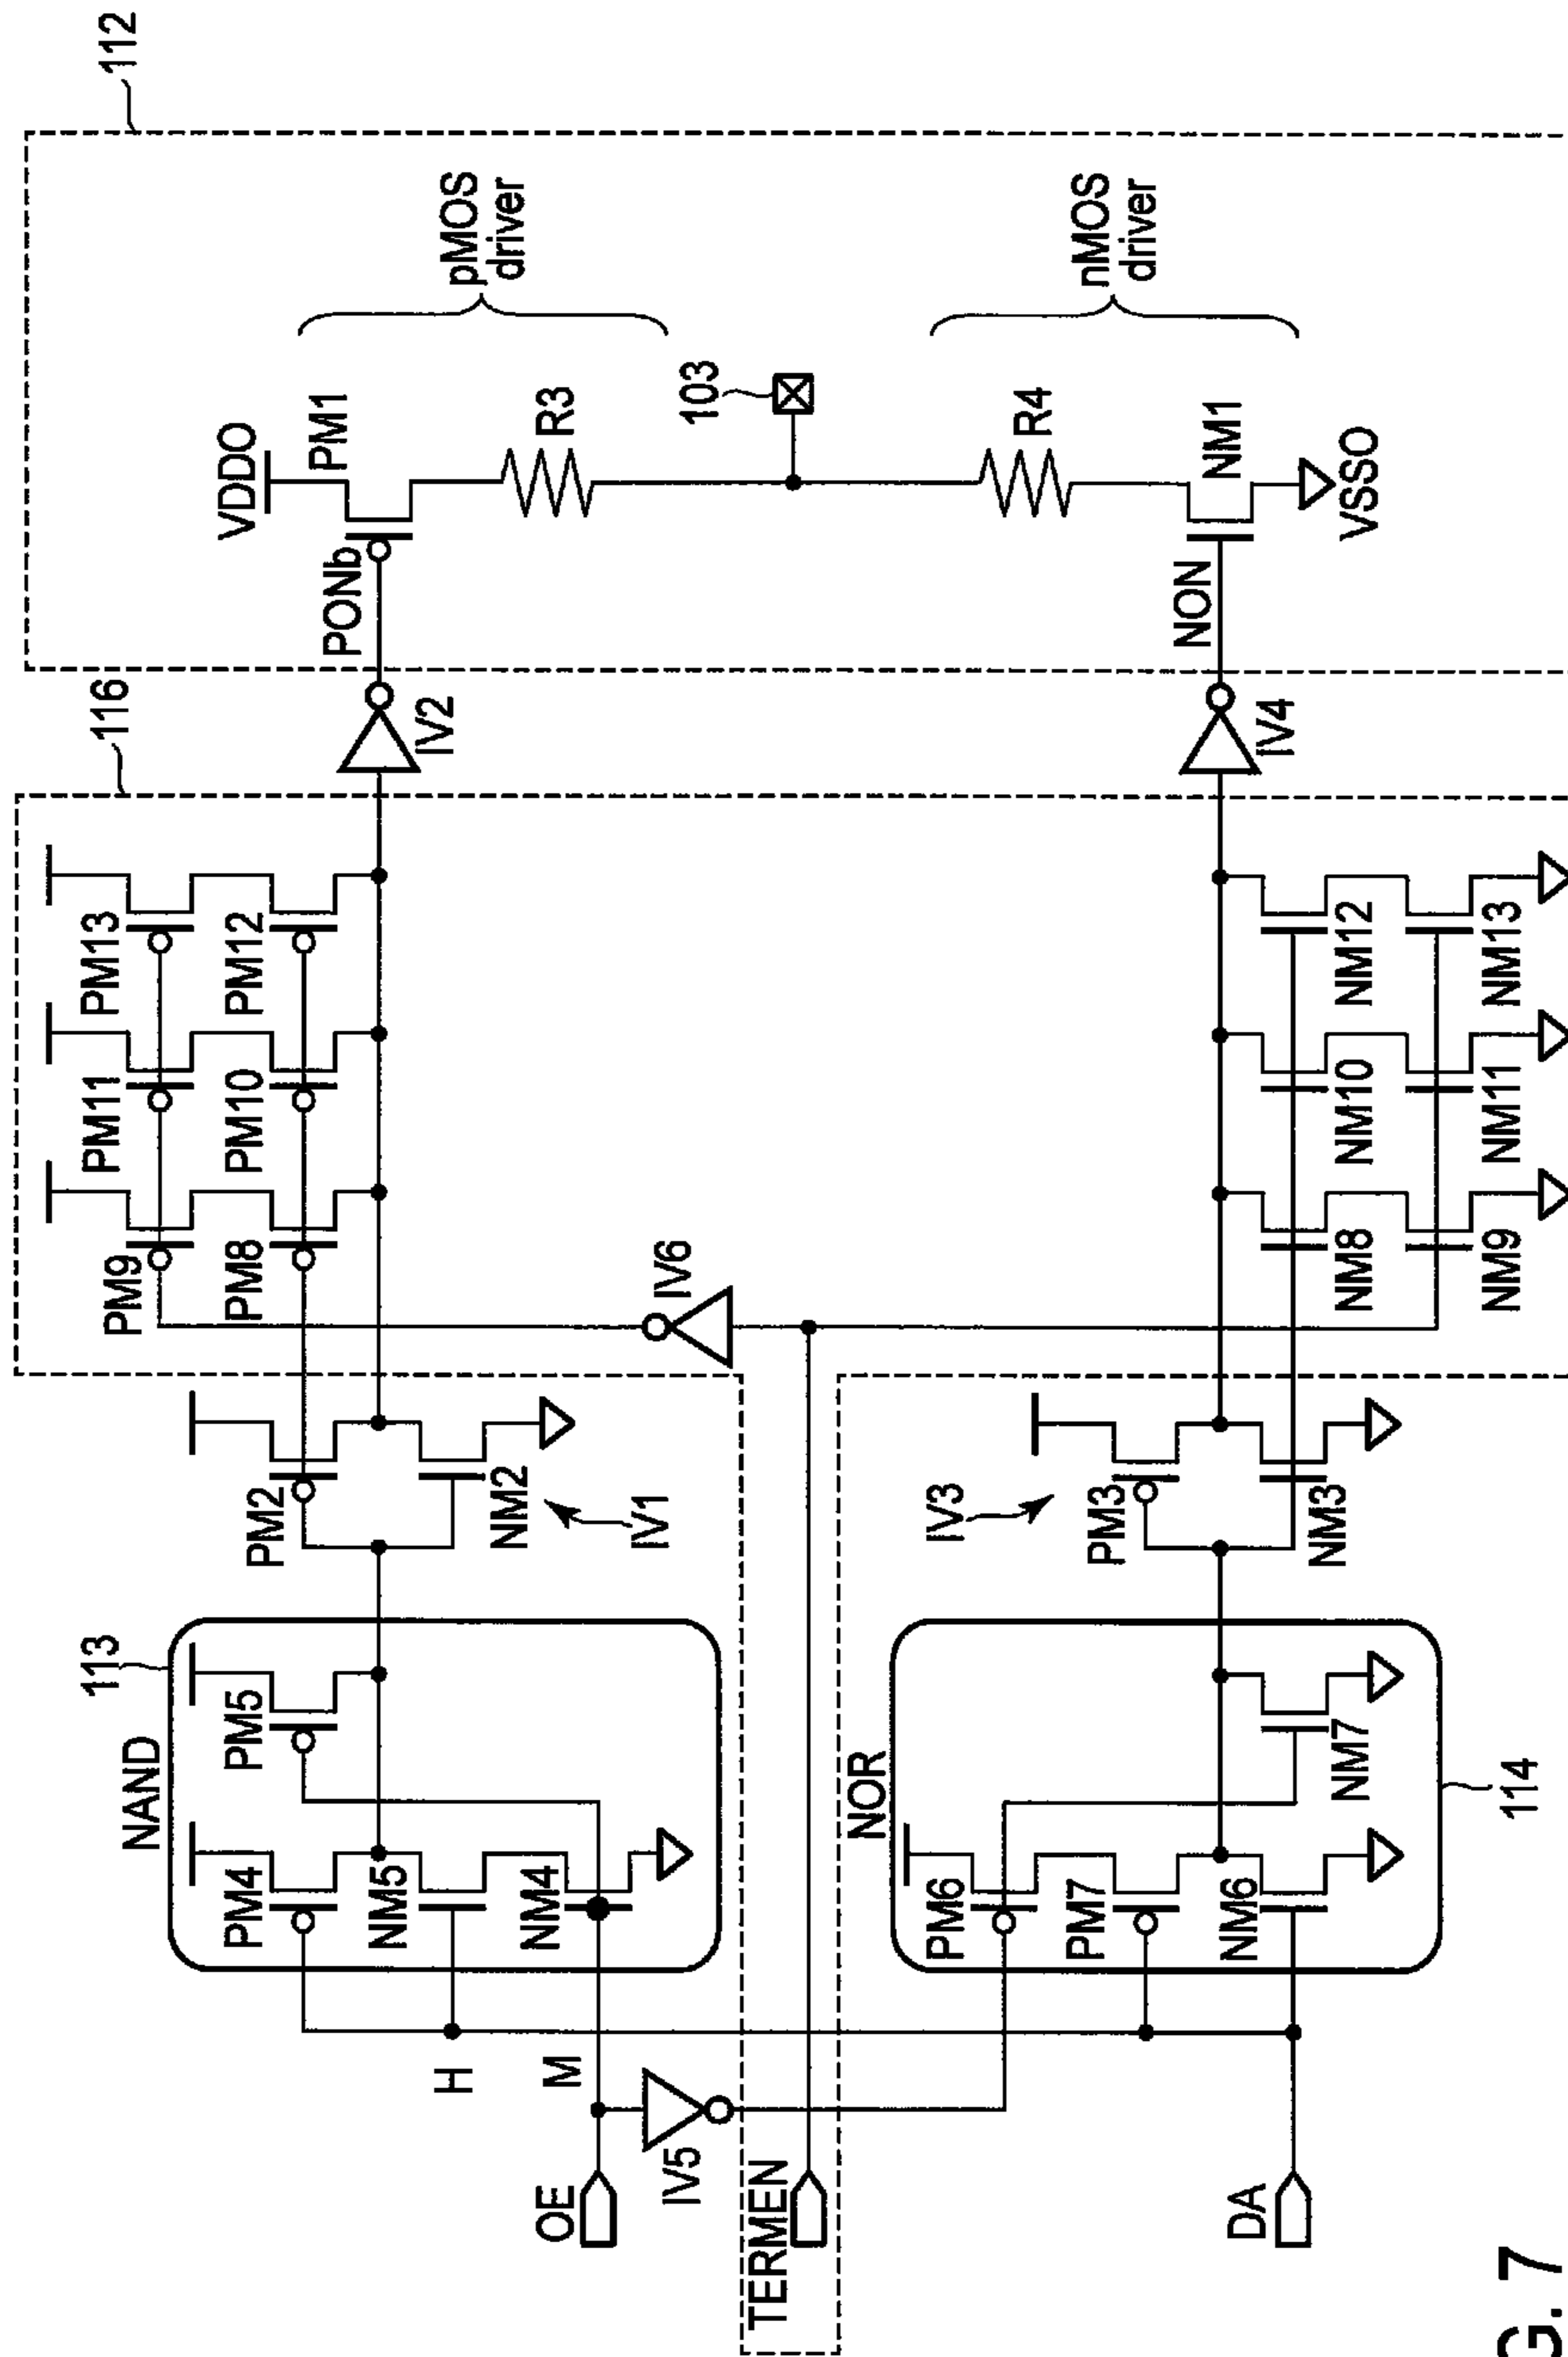 112
116
VDDO
PM1
PONb
R3
pMOS
driver
103
R4
nMOS
driver
NM1
NON
VSSO
IV2
IV4
PM13
PM12
PM11
PM10
PM9
PM8
IV6
NM12
NM13
NM10
NM11
NM8
NM9
PM2
NM2
IV1
IV3
PM3
NM3
113
NAND
PM5
PM4
NM5
NM4
NOR
PM6
PM7
NM6
NM7
114
H
M
OE
IV5
TERMEN
DA
G. 7